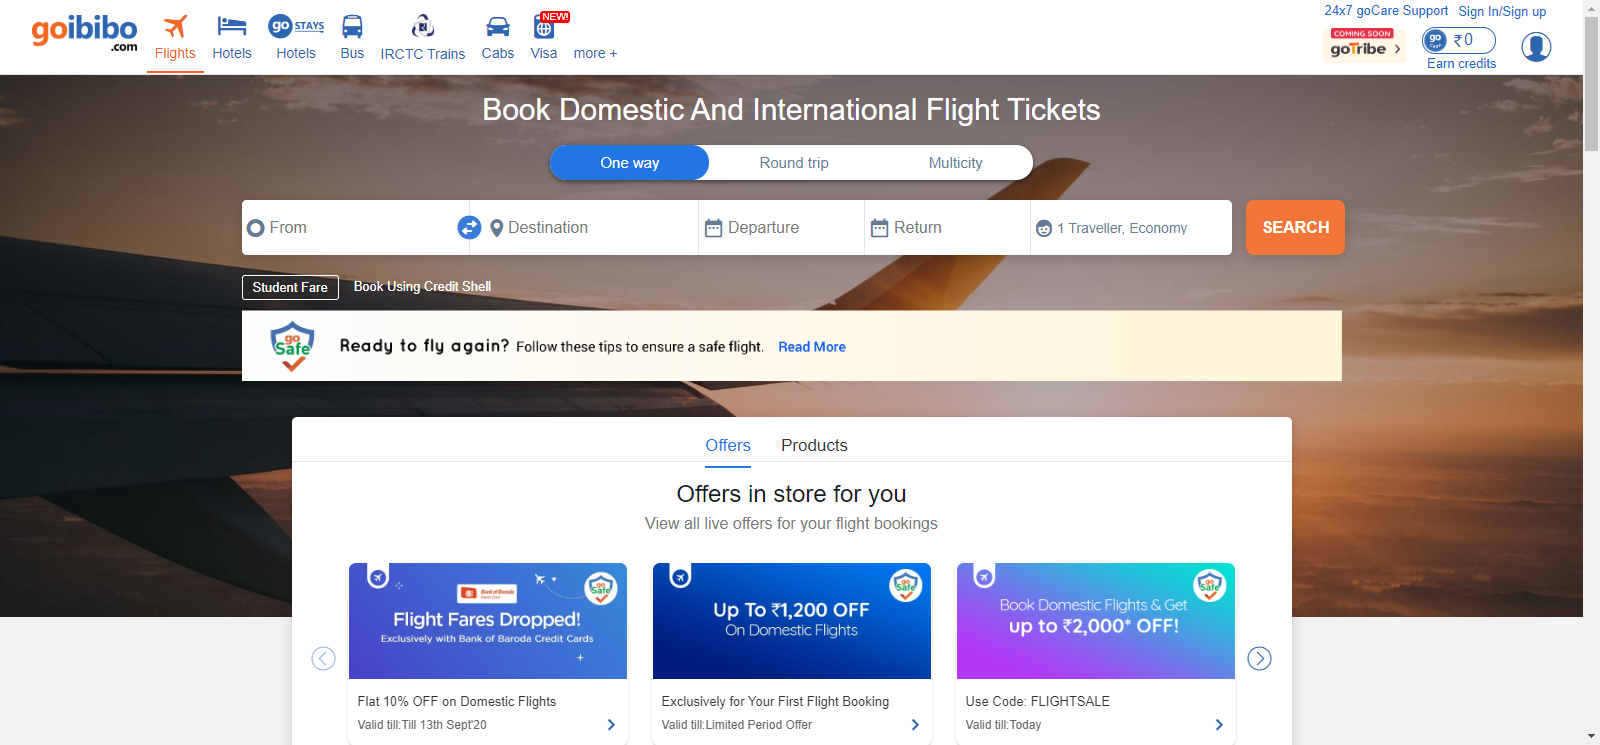 goibibo
.com
Flights
Hotels
go STAYS
Hotels
Bus
IRCTC Trains
Cabs
NEW!
Visa
more +
24x7 goCare Support
Sign In/Sign up
COMING SOON
goTribe
go
₹0
Earn credits
Book Domestic And International Flight Tickets
One way
Round trip
Multicity
From
Destination
Departure
Return
1 Traveller, Economy
SEARCH
Student Fare
Book Using Credit Shell
go
Safe
Ready to fly again? Follow these tips to ensure a safe flight. Read More
Offers
Products
Offers in store for you
View all live offers for your flight bookings
Bank of Baroda
go
Safe
Flight Fares Dropped!
Exclusively with Bank of Baroda Credit Cards
Flat 10% OFF on Domestic Flights
Valid till:Till 13th Sept'20
go
Safe
Up To ₹1,200 OFF
On Domestic Flights
Exclusively for Your First Flight Booking
Valid till:Limited Period Offer
go
Safe
Book Domestic Flights & Get
up to ₹2,000* OFF!
Use Code: FLIGHTSALE
Valid till:Today